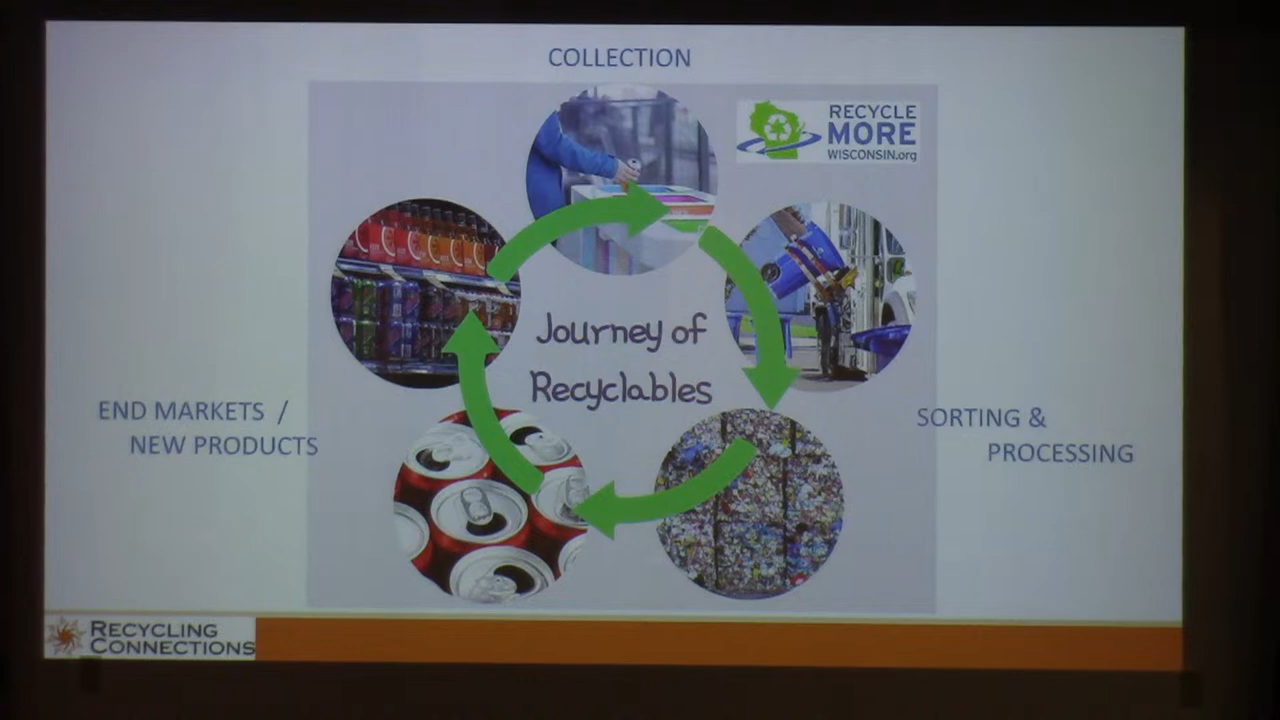 COLLECTION
RECYCLE
MORE
WISCONSIN.org
Journey of
Recyclables
END MARKETS /
NEW PRODUCTS
SORTING &
PROCESSING
RECYCLING
CONNECTIONS